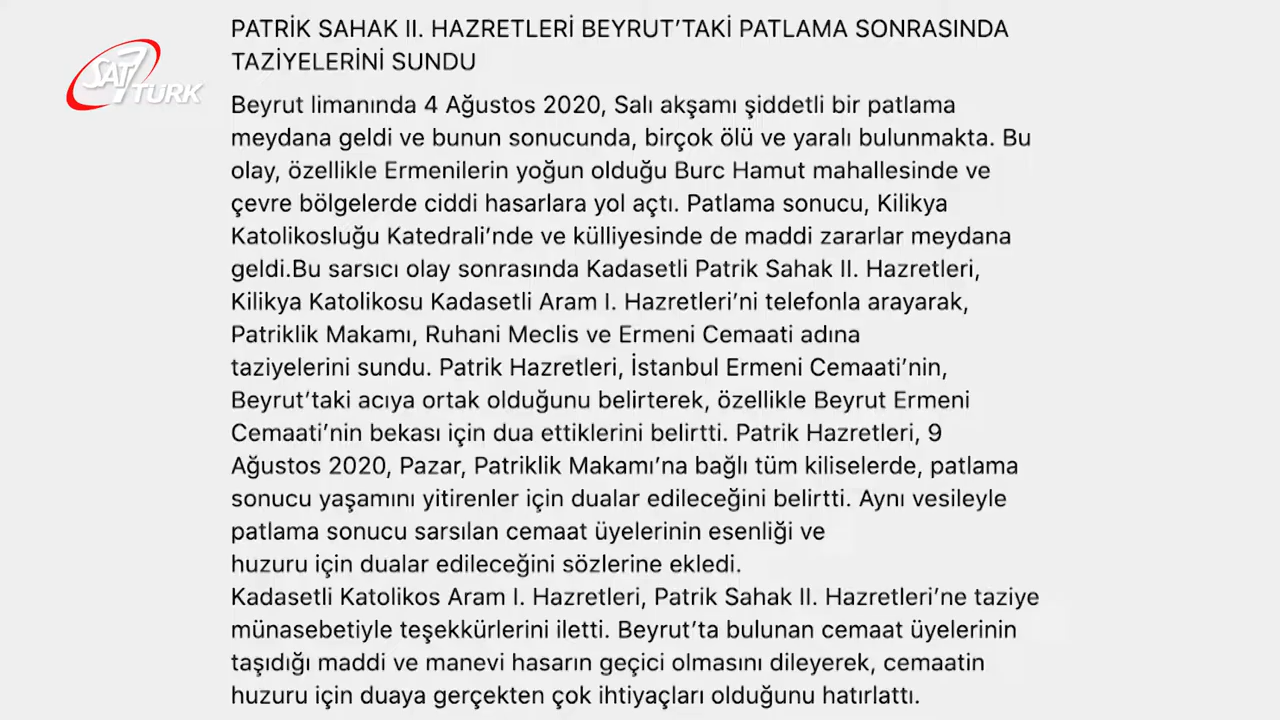 PATRİK SAHAK II. HAZRETLERİ BEYRUT’TAKİ PATLAMA SONRASINDA
TAZİYELERİNİ SUNDU
SAT7 TURK
Beyrut limanında 4 Ağustos 2020, Salı akşamı şiddetli bir patlama
meydana geldi ve bunun sonucunda, birçok ölü ve yaralı bulunmakta. Bu
olay, özellikle Ermenilerin yoğun olduğu Burc Hamut mahallesinde ve
çevre bölgelerde ciddi hasarlara yol açtı. Patlama sonucu, Kilikya
Katolikosluğu Katedrali’nde ve külliyesinde de maddi zararlar meydana
geldi.Bu sarsıcı olay sonrasında Kadasetli Patrik Sahak II. Hazretleri,
Kilikya Katolikosu Kadasetli Aram I. Hazretleri’ni telefonla arayarak,
Patriklik Makamı, Ruhani Meclis ve Ermeni Cemaati adına
taziyelerini sundu. Patrik Hazretleri, İstanbul Ermeni Cemaati’nin,
Beyrut’taki acıya ortak olduğunu belirterek, özellikle Beyrut Ermeni
Cemaati’nin bekası için dua ettiklerini belirtti. Patrik Hazretleri, 9
Ağustos 2020, Pazar, Patriklik Makamı’na bağlı tüm kiliselerde, patlama
sonucu yaşamını yitirenler için dualar edileceğini belirtti. Aynı vesileyle
patlama sonucu sarsılan cemaat üyelerinin esenliği ve
huzuru için dualar edileceğini sözlerine ekledi.
Kadasetli Katolikos Aram I. Hazretleri, Patrik Sahak II. Hazretleri’ne taziye
münasebetiyle teşekkürlerini iletti. Beyrut’ta bulunan cemaat üyelerinin
taşıdığı maddi ve manevi hasarın geçici olmasını dileyerek, cemaatin
huzuru için duaya gerçekten çok ihtiyaçları olduğunu hatırlattı.